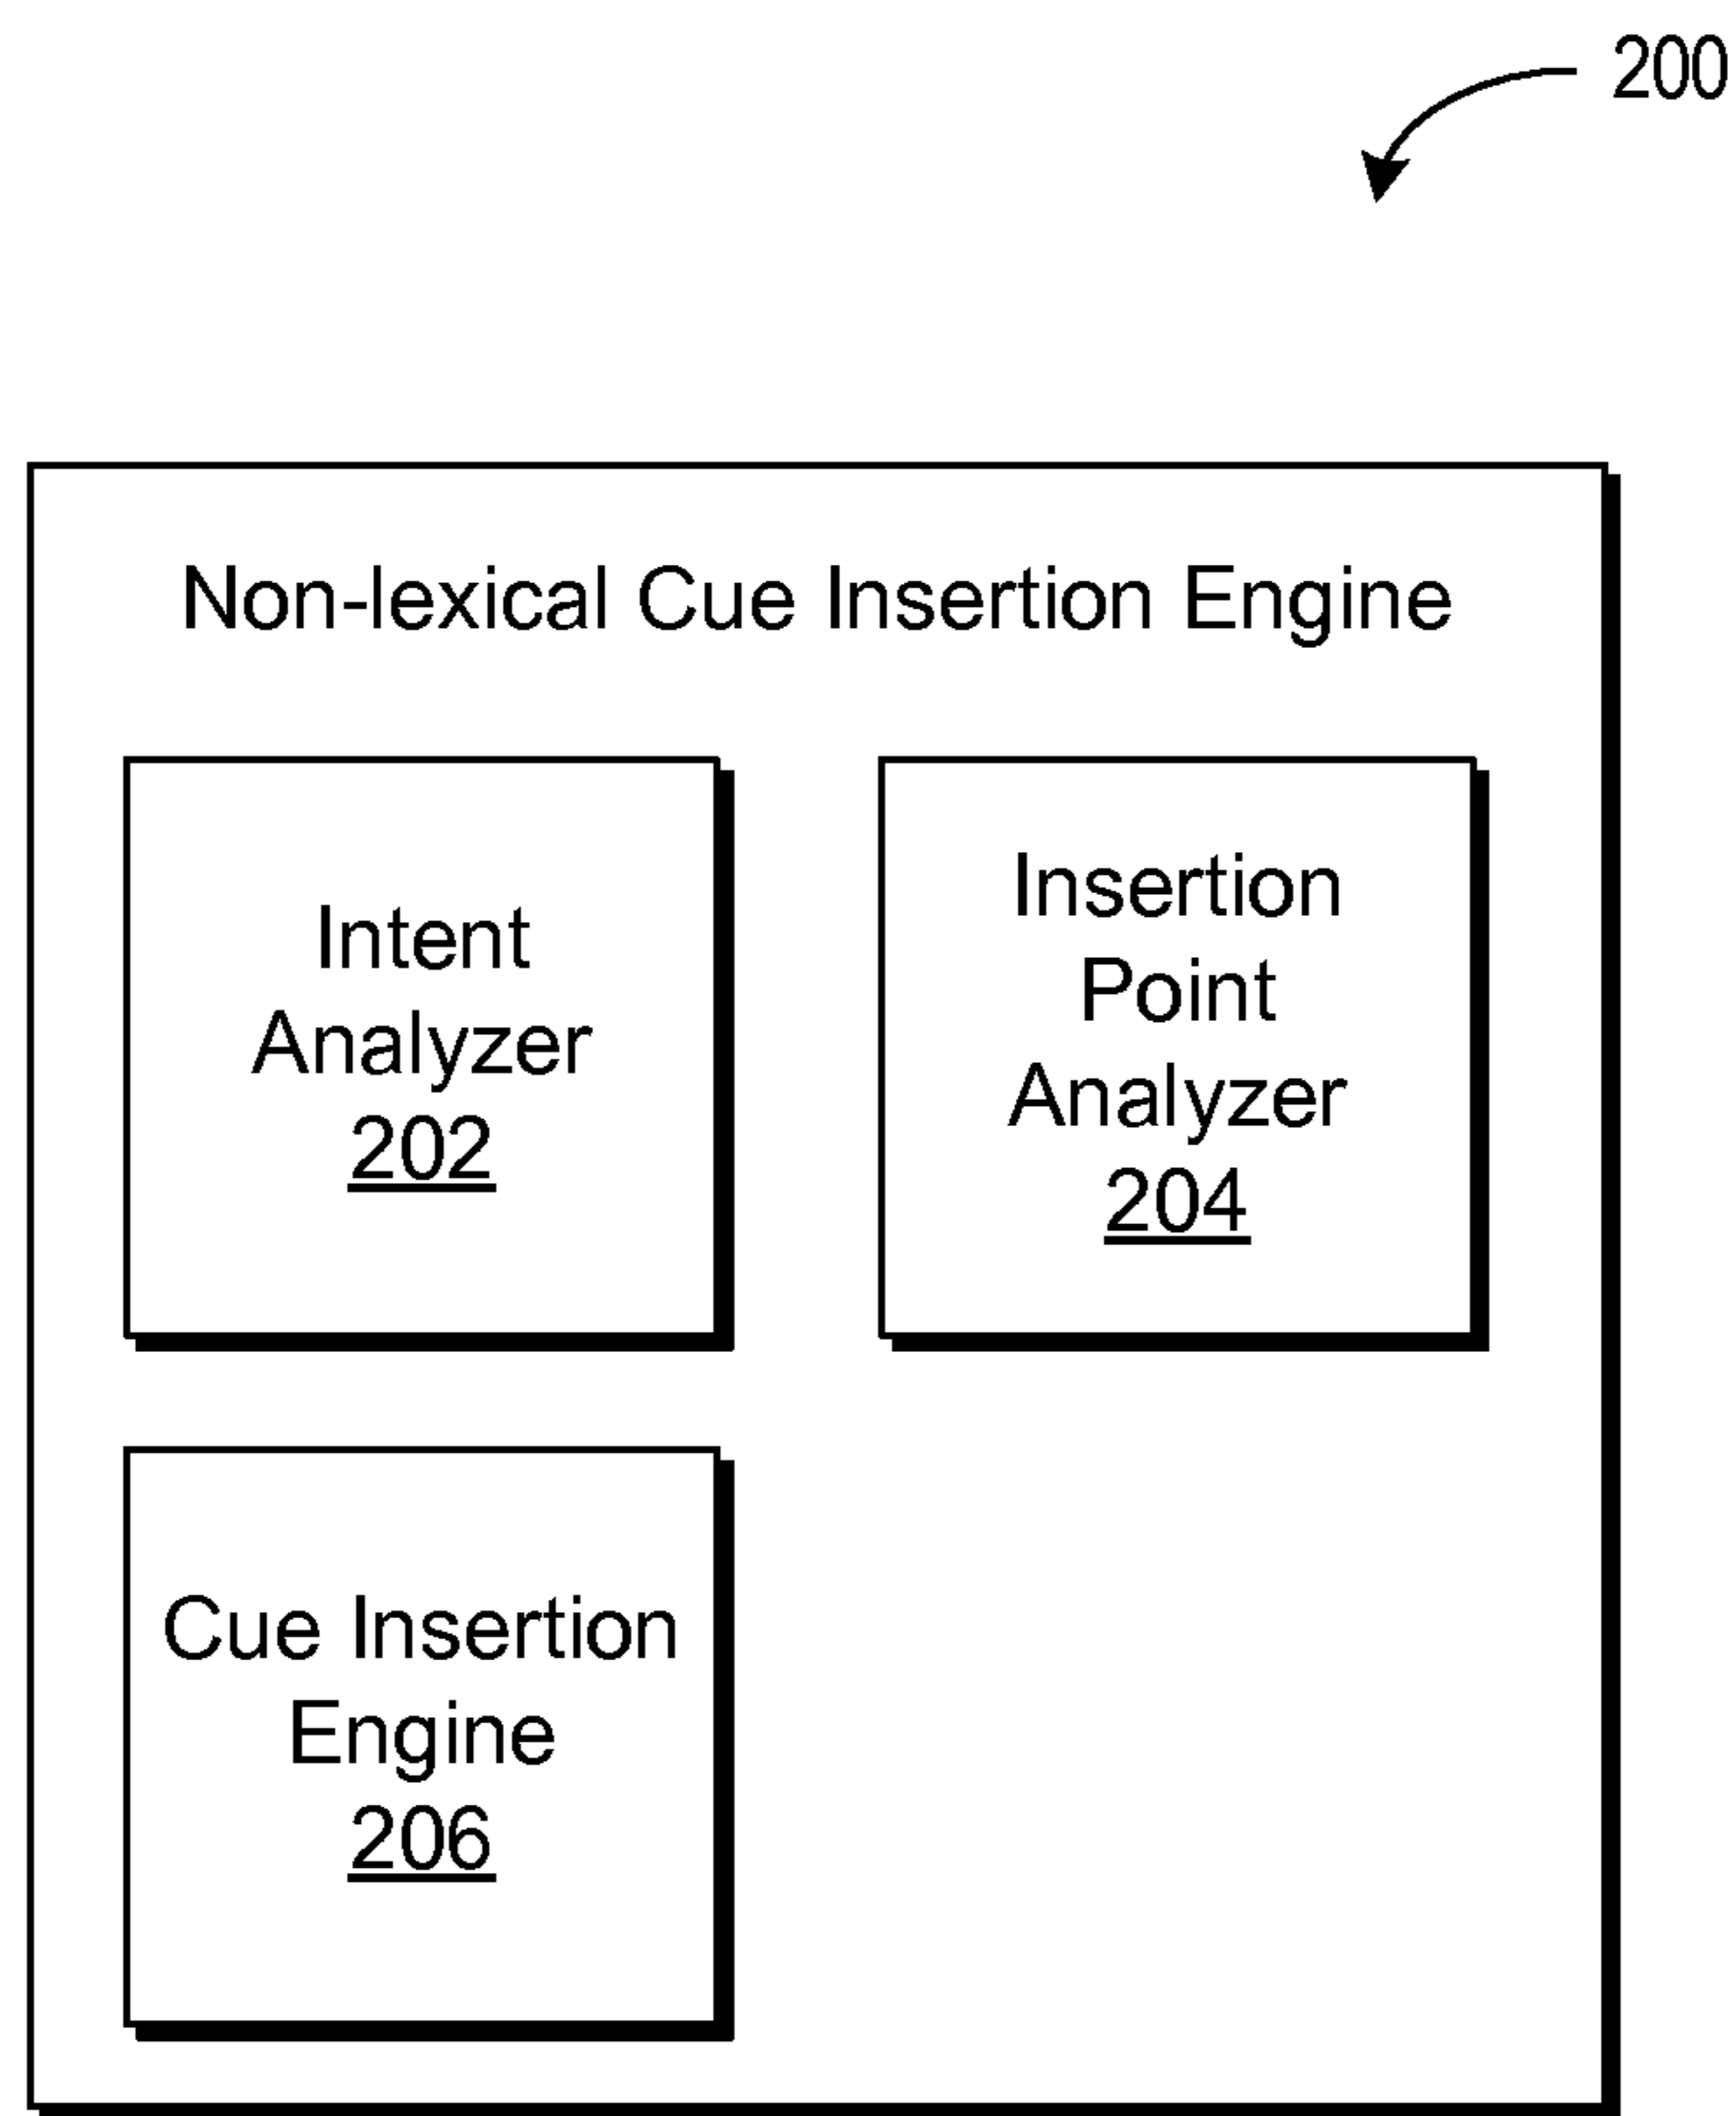 200
Non-lexical Cue Insertion Engine
Intent
Analyzer
202
Insertion
Point
Analyzer
204
Cue Insertion
Engine
206